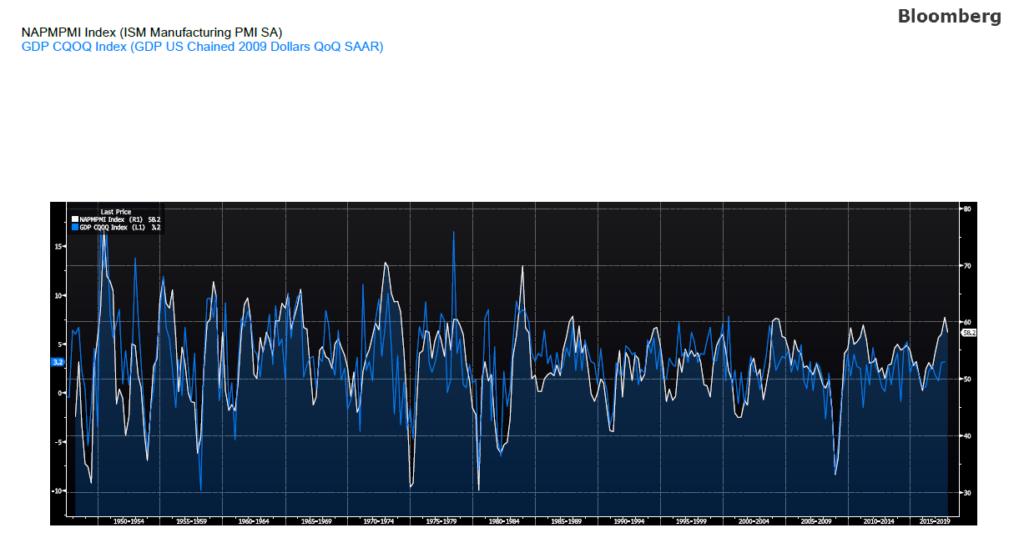 Bloomberg
NAPMPMI Index (ISM Manufacturing PMI SA)
GDP CQOQ Index (GDP US Chained 2009 Dollars QoQ SAAR)
Last Price
NAPMPMI Index (R1) 58.2
GDP CQOQ Index (L1) 3.2
80
15
70
10
60
58.2
5
3.2
50
0
40
-5
30
-10
1950-1954 1955-1959 1960-1964 1965-1969 1970-1974 1975-1979 1980-1984 1985-1989 1990-1994 1995-1999 2000-2004 2005-2009 2010-2014 2015-2019